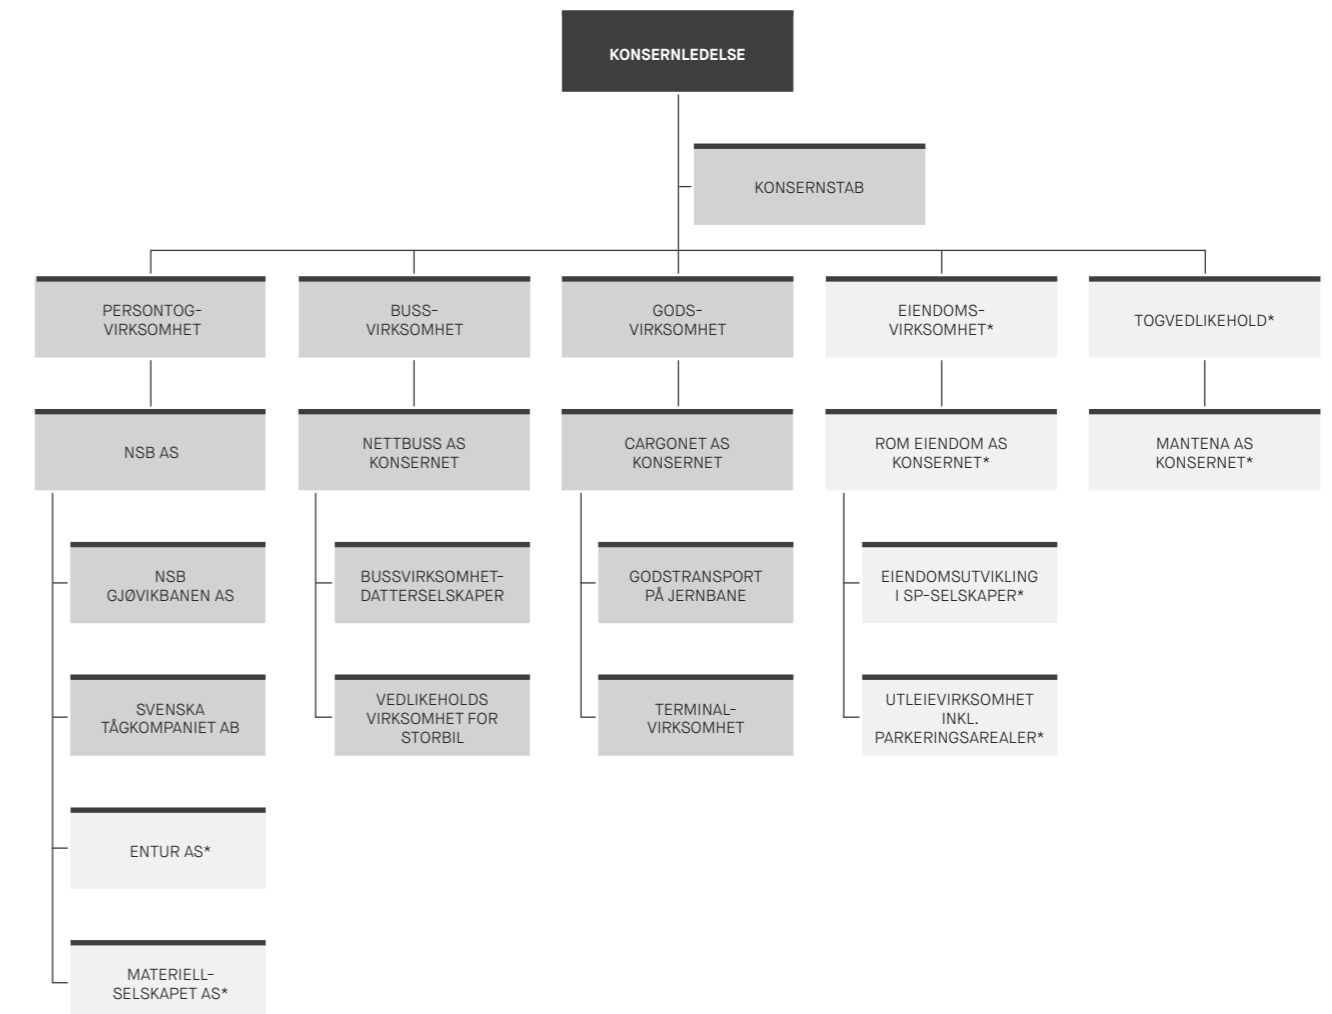 KONSERNLEDELSE
KONSERNSTAB
PERSONTOG-
VIRKSOMHET
BUSS-
VIRKSOMHET
GODS-
VIRKSOMHET
EIENDOMS-
VIRKSOMHET*
TOGVEDLIKEHOLD*
NSB AS
NETTBUSS AS
KONSERNET
CARGONET AS
KONSERNET
ROM EIENDOM AS
KONSERNET*
MANTENA AS
KONSERNET*
NSB
GJØVIKBANEN AS
BUSSVIRKSOMHET-
DATTERSELSKAPER
GODSTRANSPORT
PÅ JERNBANE
EIENDOMSUTVIKLING
I SP-SELSKAPER*
SVENSKA
TÅGKOMPANIET AB
VEDLIKEHOLDS
VIRKSOMHET FOR
STORBIL
TERMINAL-
VIRKSOMHET
UTLEIEVIRKSOMHET
INKL.
PARKERINGSAREALER*
ENTUR AS*
MATERIELL-
SELSKAPET AS*